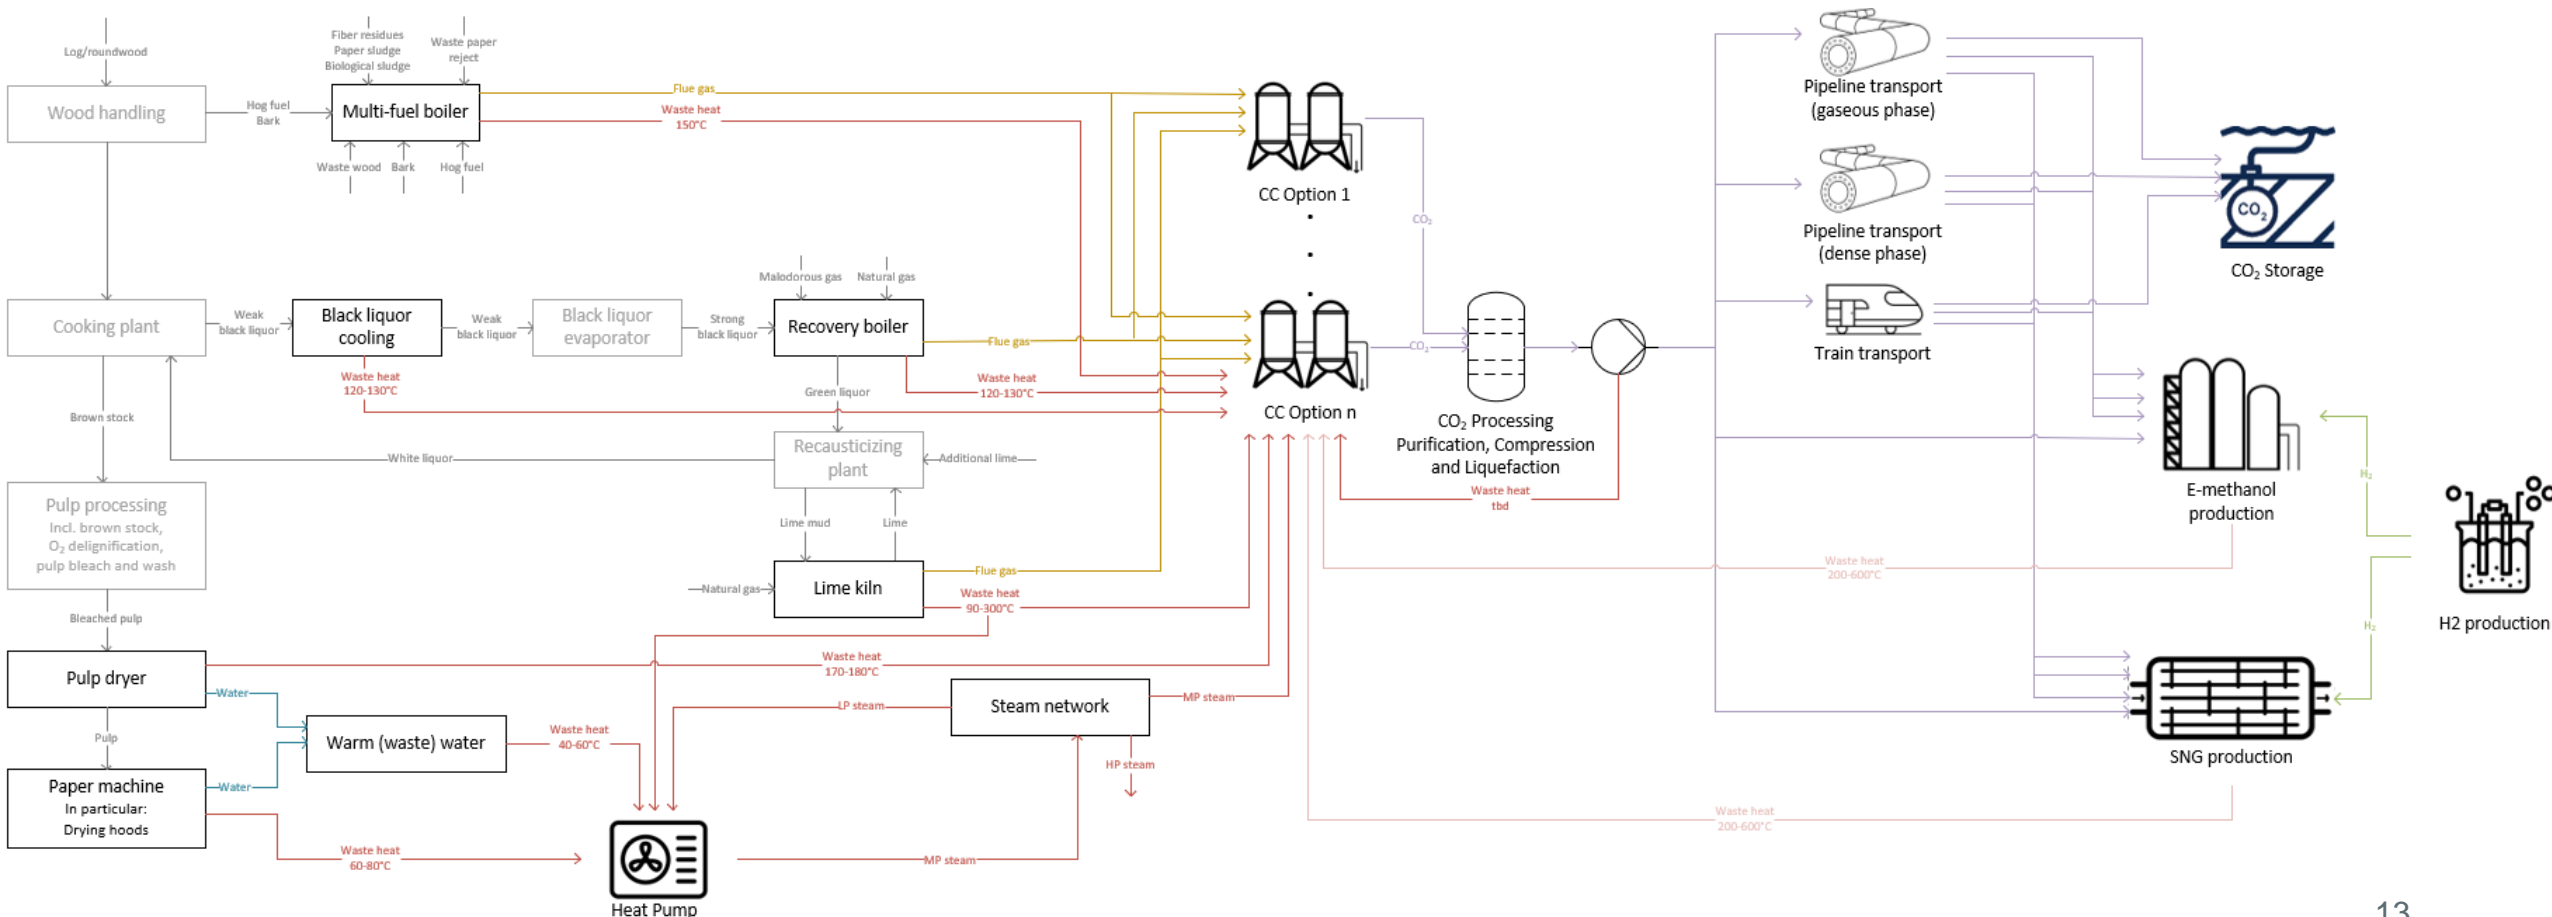 Log/roundwood
Wood handling
Hog fuel
Bark
Fiber residues
Paper sludge
Biological sludge
Waste paper
reject
Multi-fuel boiler
Waste wood
Bark
Hog fuel
Flue gas
Waste heat
150°C
Cooking plant
Weak
black liquor
Black liquor
cooling
Weak
black liquor
Black liquor
evaporator
Strong
black liquor
Malodorous gas
Natural gas
Recovery boiler
Flue gas
Waste heat
120-130°C
Waste heat
120-130°C
Green liquor
Brown stock
White liquor
Recausticizing
plant
Additional lime
Pulp processing
Incl. brown stock,
O₂ delignification,
pulp bleach and wash
Lime mud
Lime
Natural gas
Lime kiln
Flue gas
Waste heat
90-300°C
Bleached pulp
Pulp dryer
Water
Waste heat
170-180°C
Pulp
Warm (waste) water
Waste heat
40-60°C
LP steam
Steam network
MP steam
HP steam
Paper machine
In particular:
Drying hoods
Water
Waste heat
60-80°C
Heat Pump
MP steam
CC Option 1
CC Option n
CO₂
CO₂
CO₂ Processing
Purification, Compression
and Liquefaction
Waste heat
tbd
Pipeline transport
(gaseous phase)
Pipeline transport
(dense phase)
Train transport
CO₂
CO₂ Storage
E-methanol
production
Waste heat
200-600°C
H₂
H₂
H2 production
SNG production
Waste heat
200-600°C
13